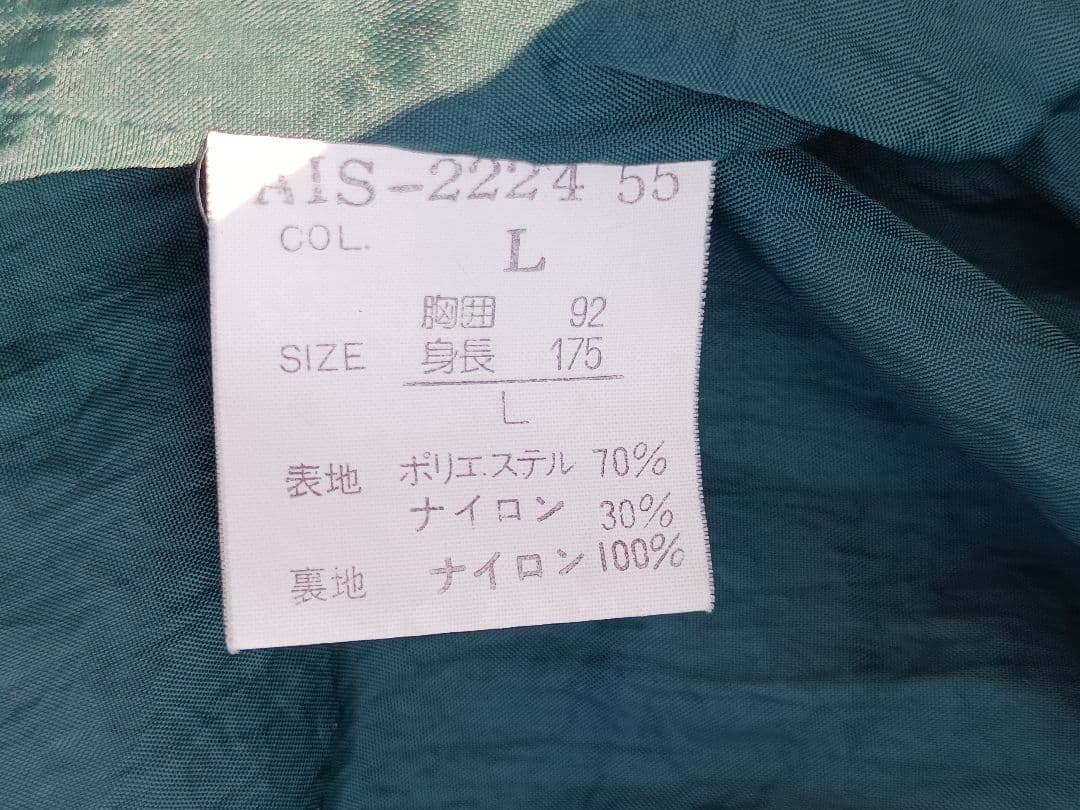 AIS-2224 55
COL.
L
胸囲 92
SIZE 身長 175
L
表地 ポリエステル 70%
ナイロン 30%
裏地 ナイロン 100%